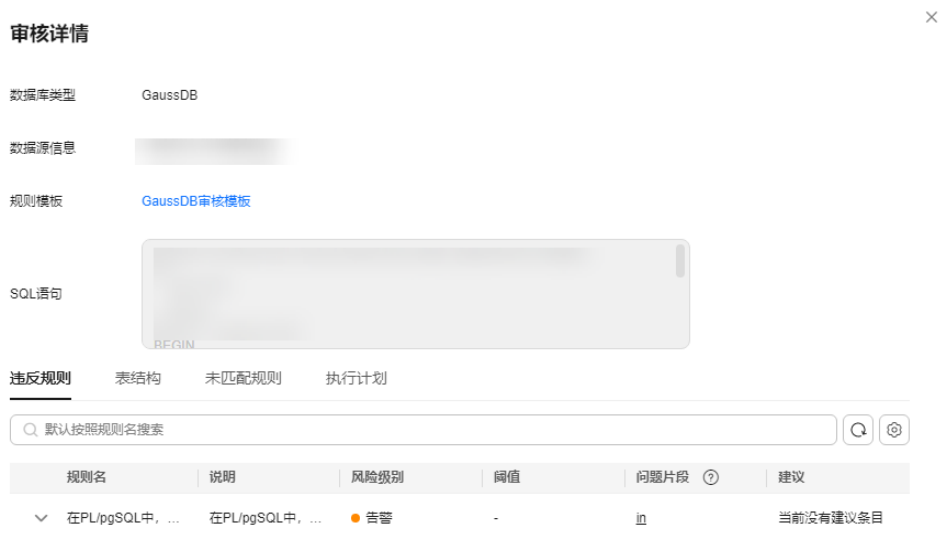 审核详情
数据库类型 GaussDB
数据源信息
规则模板 GaussDB审核模板
SQL语句
BEGIN
违反规则 表结构 未匹配规则 执行计划
默认按照规则名搜索
规则名 说明 风险级别 阈值 问题片段 建议
在PL/pgSQL中，... 在PL/pgSQL中，... 告警 - in 当前没有建议条目